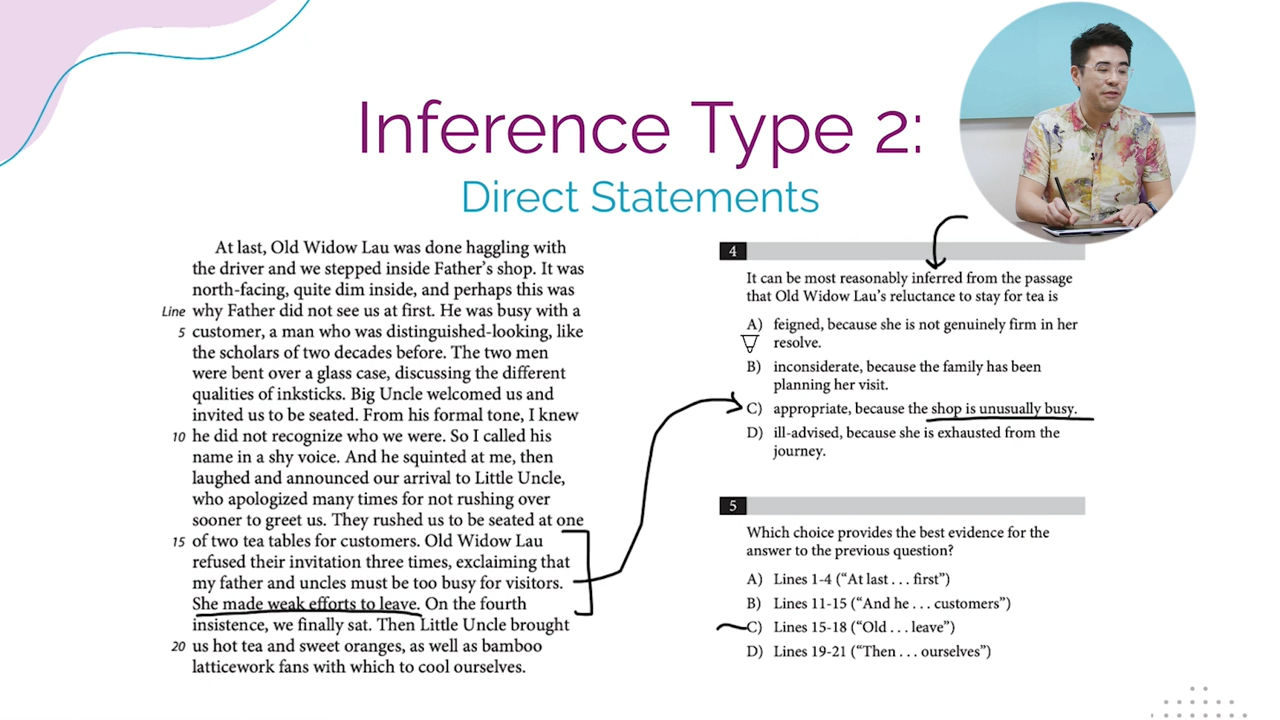 Inference Type 2:
Direct Statements
At last, Old Widow Lau was done haggling with
the driver and we stepped inside Father's shop. It was
north-facing, quite dim inside, and perhaps this was
Line why Father did not see us at first. He was busy with a
5 customer, a man who was distinguished-looking, like
the scholars of two decades before. The two men
were bent over a glass case, discussing the different
qualities of inksticks. Big Uncle welcomed us and
invited us to be seated. From his formal tone, I knew
10 he did not recognize who we were. So I called his
name in a shy voice. And he squinted at me, then
laughed and announced our arrival to Little Uncle,
who apologized many times for not rushing over
sooner to greet us. They rushed us to be seated at one
15 of two tea tables for customers. Old Widow Lau
refused their invitation three times, exclaiming that
my father and uncles must be too busy for visitors.
She made weak efforts to leave. On the fourth
insistence, we finally sat. Then Little Uncle brought
20 us hot tea and sweet oranges, as well as bamboo
latticework fans with which to cool ourselves.
4
It can be most reasonably inferred from the passage
that Old Widow Lau's reluctance to stay for tea is
A) feigned, because she is not genuinely firm in her
resolve.
B) inconsiderate, because the family has been
planning her visit.
C) appropriate, because the shop is unusually busy.
D) ill-advised, because she is exhausted from the
journey.
5
Which choice provides the best evidence for the
answer to the previous question?
A) Lines 1-4 ("At last . . . first")
B) Lines 11-15 ("And he . . . customers")
C) Lines 15-18 ("Old . . . leave")
D) Lines 19-21 ("Then . . . ourselves")